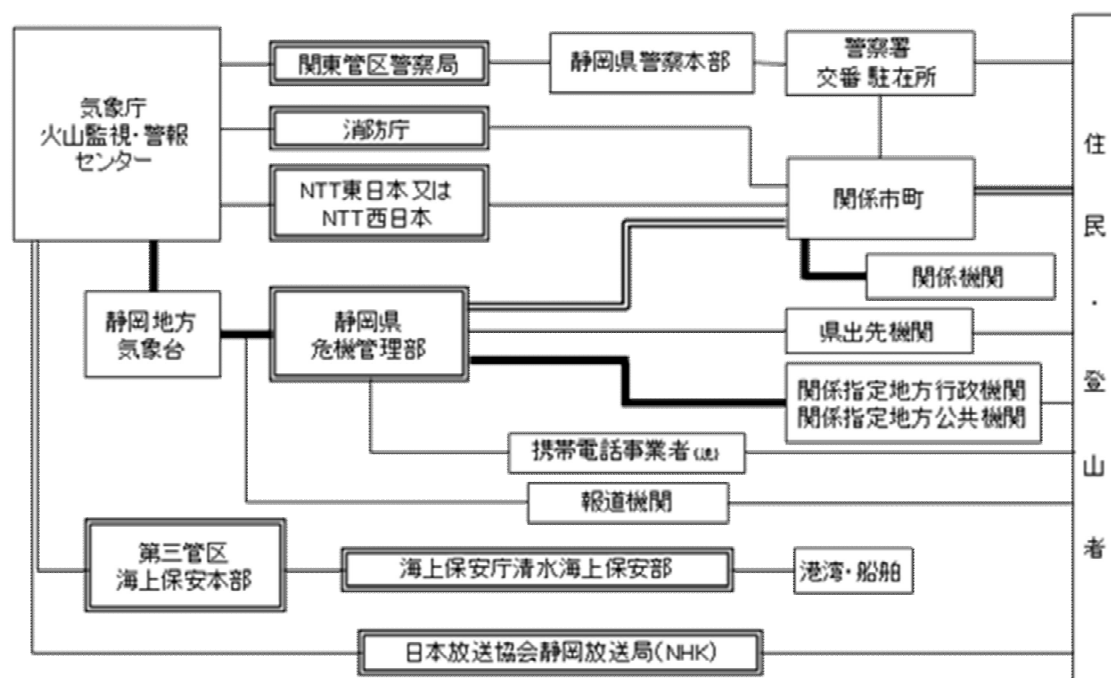 気象庁
火山監視・警報
センター
関東管区警察局
静岡県警察本部
警察署
交番 駐在所
消防庁
NTT東日本又は
NTT西日本
関係市町
関係機関
静岡地方
気象台
静岡県
危機管理部
県出先機関
関係指定地方行政機関
関係指定地方公共機関
携帯電話事業者(注)
報道機関
第三管区
海上保安本部
海上保安庁清水海上保安部
港湾・船舶
日本放送協会静岡放送局(NHK)
住民・登山者